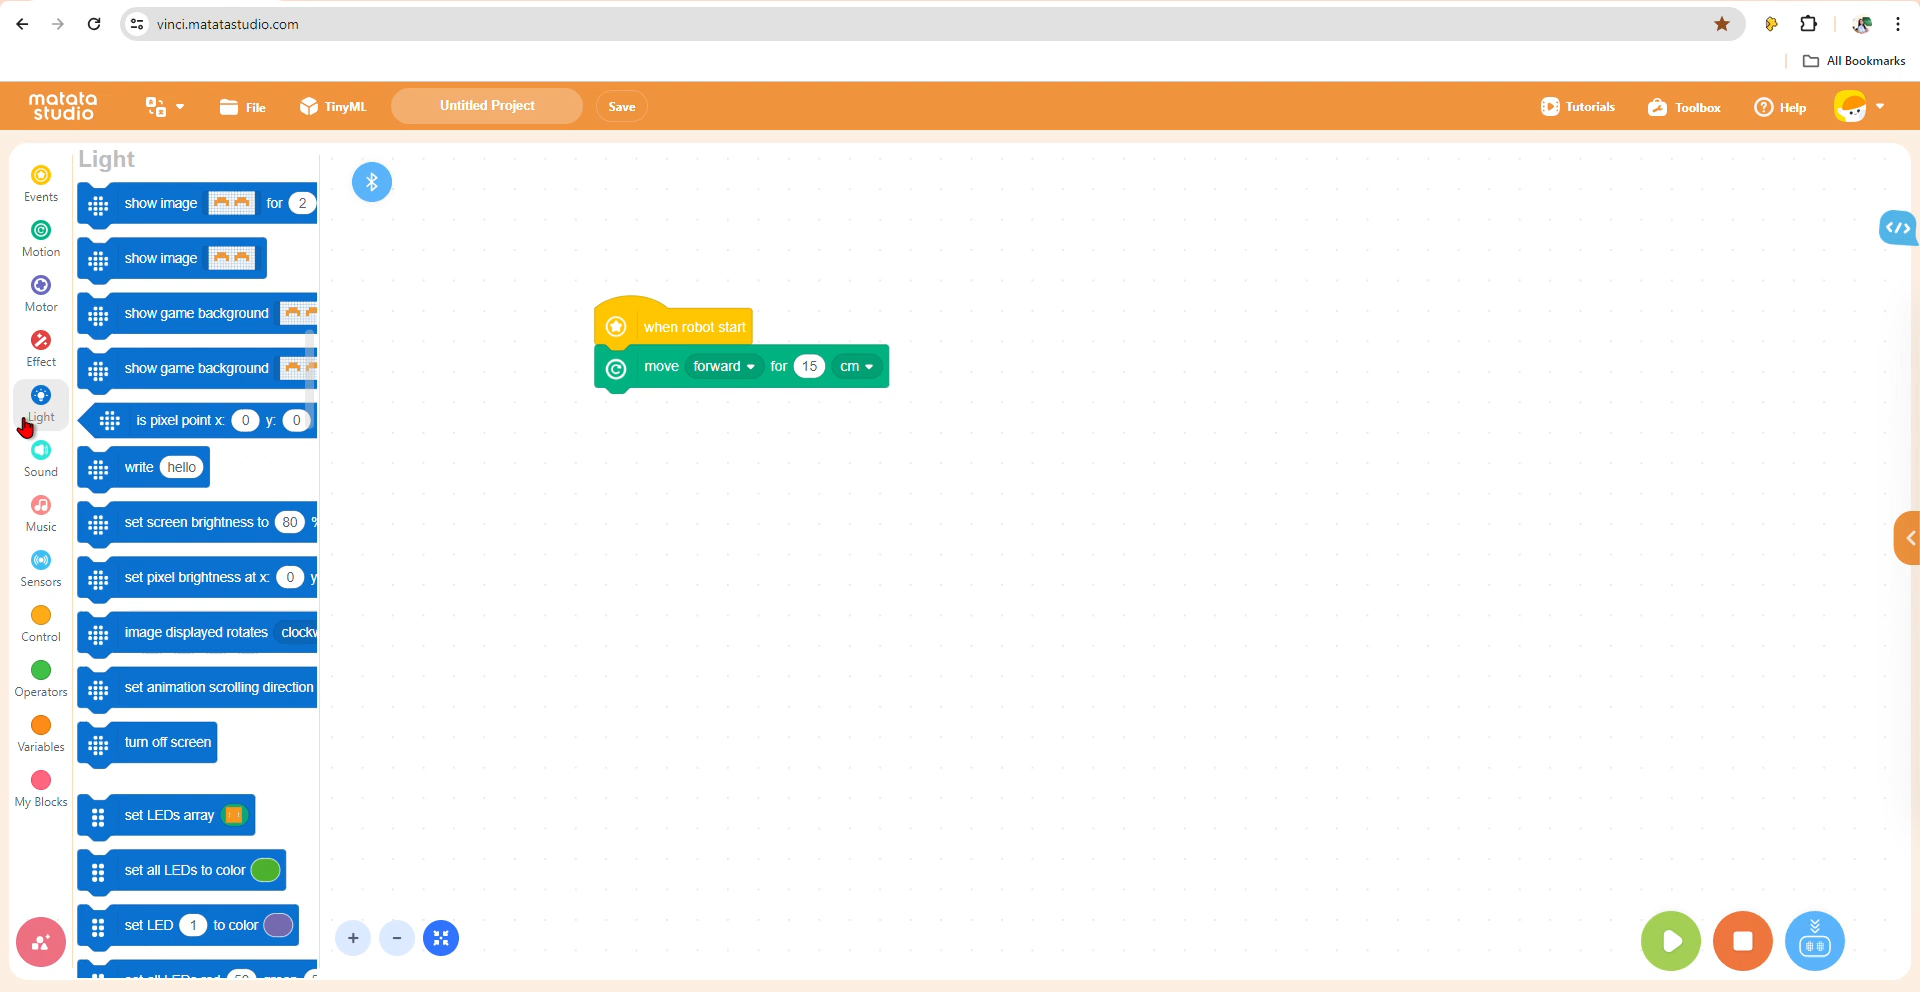 vinci.matatastudio.com
All Bookmarks
matata studio
File
TinyML
Untitled Project
Save
Tutorials
Toolbox
Help
Events
Motion
Motor
Effect
Light
Sound
Music
Sensors
Control
Operators
Variables
My Blocks
Light
show image for 2
show image
show game background
show game background
is pixel point x: 0 y: 0
write hello
set screen brightness to 80 %
set pixel brightness at x: 0 y
image displayed rotates clockw
set animation scrolling direction
turn off screen
set LEDs array
set all LEDs to color
set LED 1 to color
when robot start
move forward for 15 cm